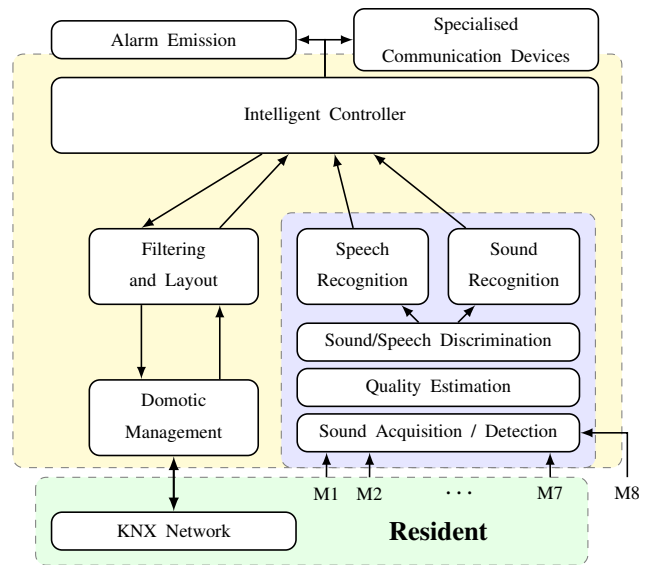 Alarm Emission
Specialised
Communication Devices
Intelligent Controller
Filtering
and Layout
Speech
Recognition
Sound
Recognition
Sound/Speech Discrimination
Quality Estimation
Domotic
Management
Sound Acquisition / Detection
M1 M2 ... M7 M8
KNX Network
Resident